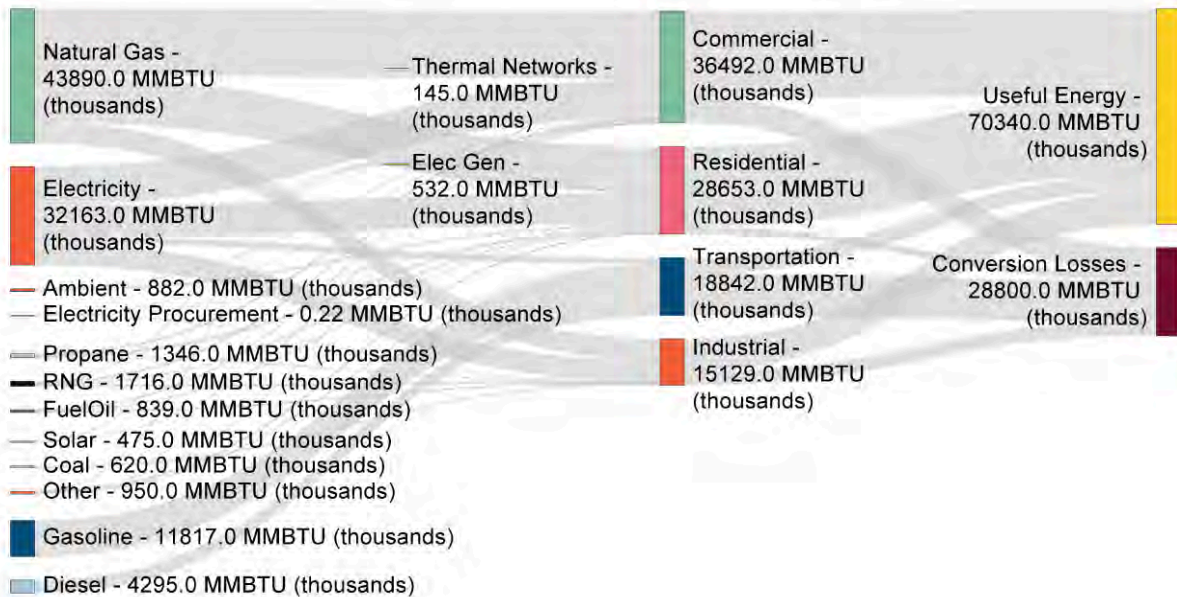 Natural Gas -
43890.0 MMBTU
(thousands)
Electricity -
32163.0 MMBTU
(thousands)
Ambient - 882.0 MMBTU (thousands)
Electricity Procurement - 0.22 MMBTU (thousands)
Propane - 1346.0 MMBTU (thousands)
RNG - 1716.0 MMBTU (thousands)
FuelOil - 839.0 MMBTU (thousands)
Solar - 475.0 MMBTU (thousands)
Coal - 620.0 MMBTU (thousands)
Other - 950.0 MMBTU (thousands)
Gasoline - 11817.0 MMBTU (thousands)
Diesel - 4295.0 MMBTU (thousands)
Thermal Networks -
145.0 MMBTU
(thousands)
Elec Gen -
532.0 MMBTU
(thousands)
Commercial -
36492.0 MMBTU
(thousands)
Residential -
28653.0 MMBTU
(thousands)
Transportation -
18842.0 MMBTU
(thousands)
Industrial -
15129.0 MMBTU
(thousands)
Useful Energy -
70340.0 MMBTU
(thousands)
Conversion Losses -
28800.0 MMBTU
(thousands)